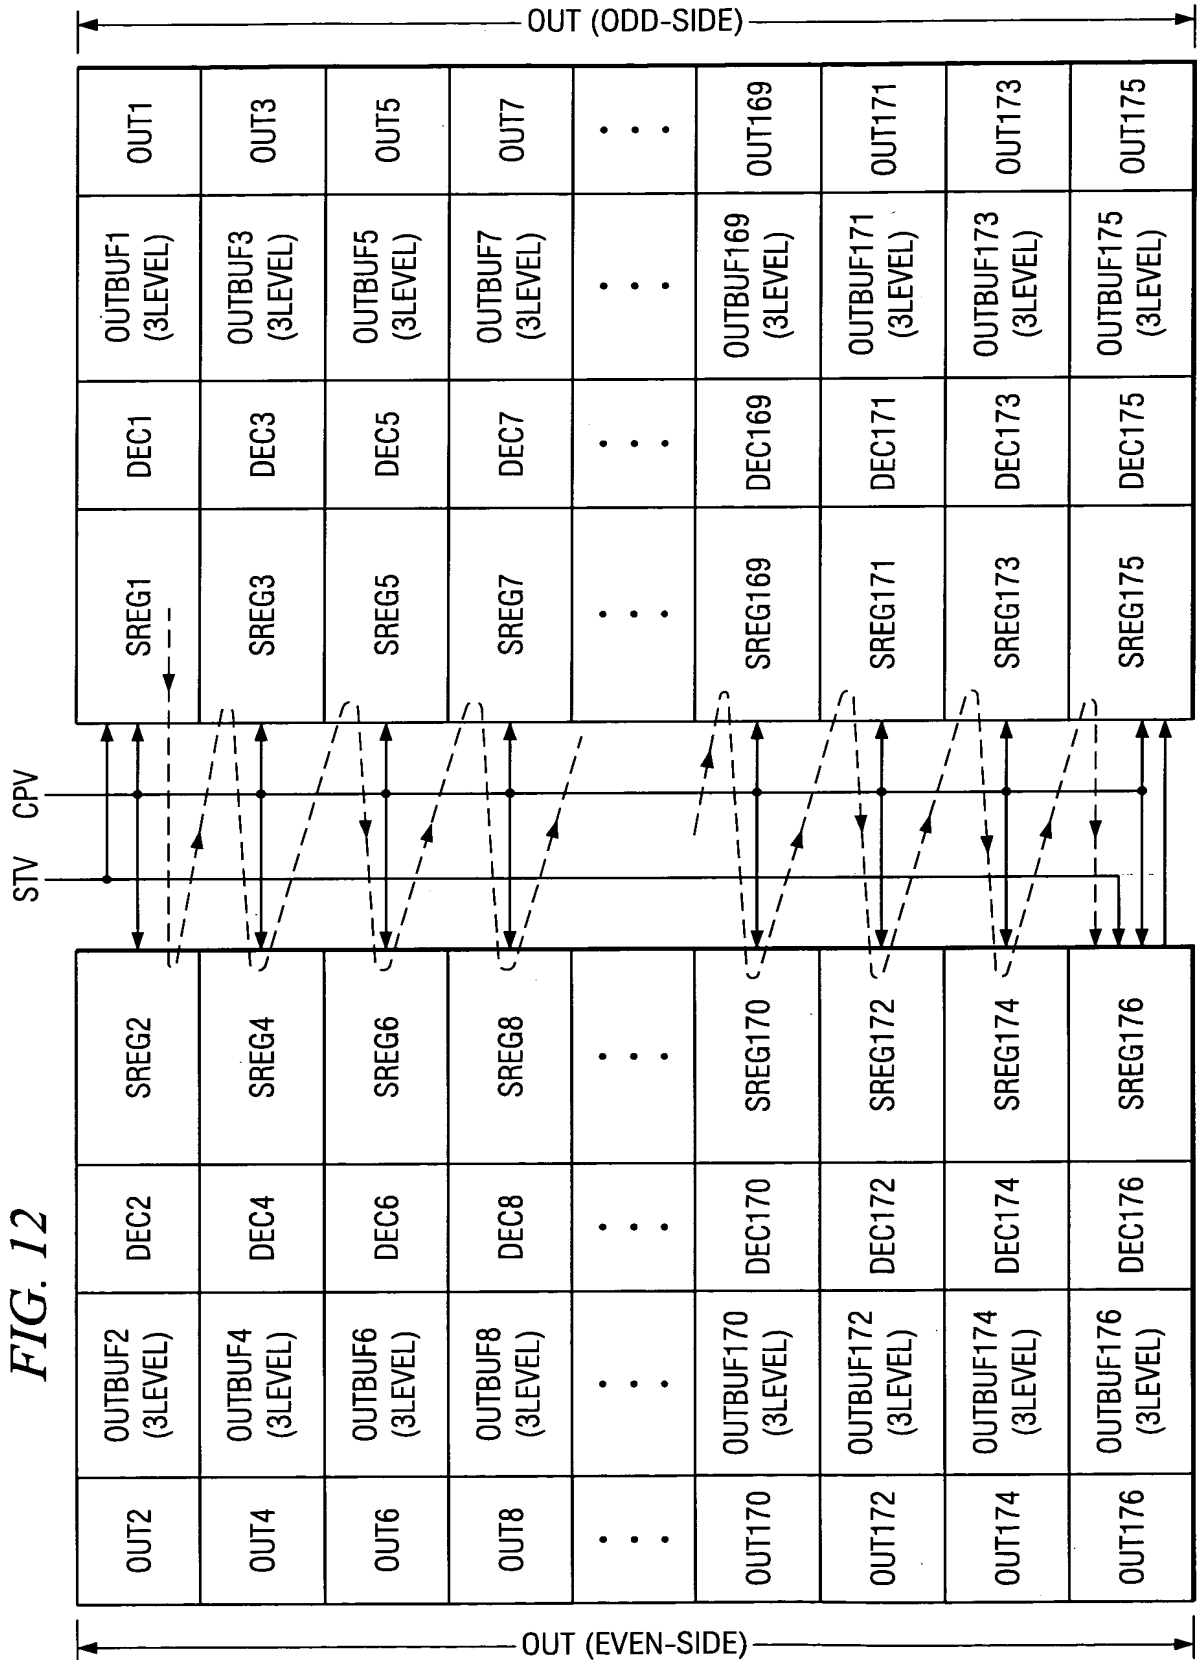 FIG. 12
OUT (ODD-SIDE)
OUT1
OUT3
OUT5
OUT7
. . .
OUT169
OUT171
OUT173
OUT175
OUTBUF1
(3LEVEL)
OUTBUF3
(3LEVEL)
OUTBUF5
(3LEVEL)
OUTBUF7
(3LEVEL)
. . .
OUTBUF169
(3LEVEL)
OUTBUF171
(3LEVEL)
OUTBUF173
(3LEVEL)
OUTBUF175
(3LEVEL)
DEC1
DEC3
DEC5
DEC7
. . .
DEC169
DEC171
DEC173
DEC175
SREG1
SREG3
SREG5
SREG7
. . .
SREG169
SREG171
SREG173
SREG175
CPV
STV
SREG2
SREG4
SREG6
SREG8
. . .
SREG170
SREG172
SREG174
SREG176
DEC2
DEC4
DEC6
DEC8
. . .
DEC170
DEC172
DEC174
DEC176
OUTBUF2
(3LEVEL)
OUTBUF4
(3LEVEL)
OUTBUF6
(3LEVEL)
OUTBUF8
(3LEVEL)
. . .
OUTBUF170
(3LEVEL)
OUTBUF172
(3LEVEL)
OUTBUF174
(3LEVEL)
OUTBUF176
(3LEVEL)
OUT2
OUT4
OUT6
OUT8
. . .
OUT170
OUT172
OUT174
OUT176
OUT (EVEN-SIDE)